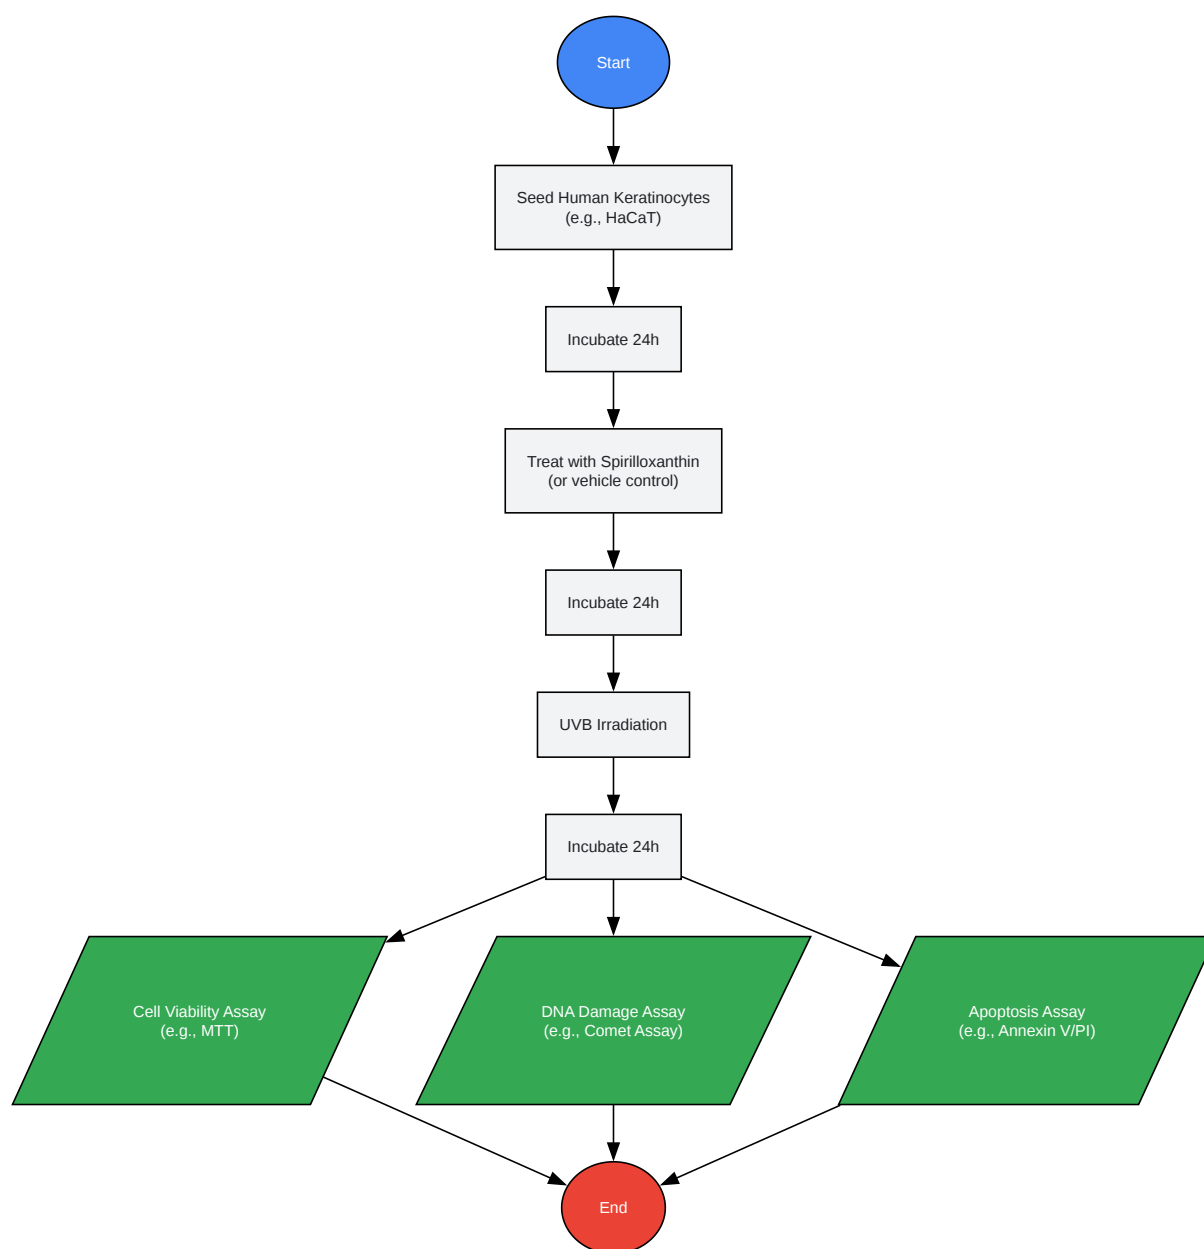 Start
Seed Human Keratinocytes
(e.g., HaCaT)
Incubate 24h
Treat with Spirilloxanthin
(or vehicle control)
Incubate 24h
UVB Irradiation
Incubate 24h
Cell Viability Assay
(e.g., MTT)
DNA Damage Assay
(e.g., Comet Assay)
Apoptosis Assay
(e.g., Annexin V/PI)
End